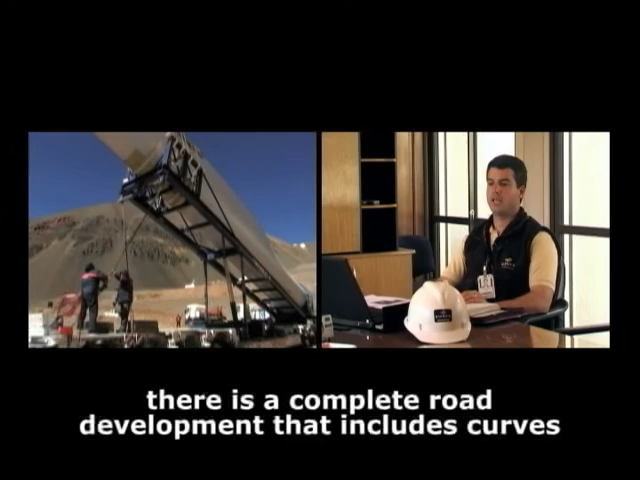 there is a complete road
development that includes curves